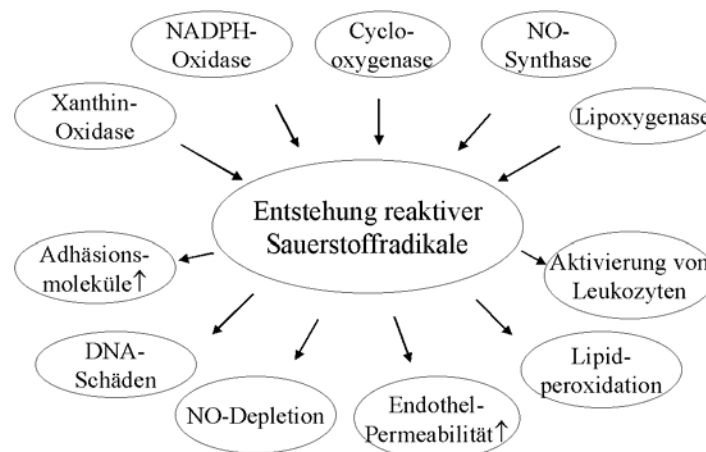 NADPH-
Oxidase
Cyclo-
oxygenase
NO-
Synthase
Xanthin-
Oxidase
Lipoxygenase
Entstehung reaktiver
Sauerstoffradikale
Adhäsions-
moleküle↑
Aktivierung von
Leukozyten
DNA-
Schäden
Lipid-
peroxidation
NO-Depletion
Endothel-
Permeabilität↑